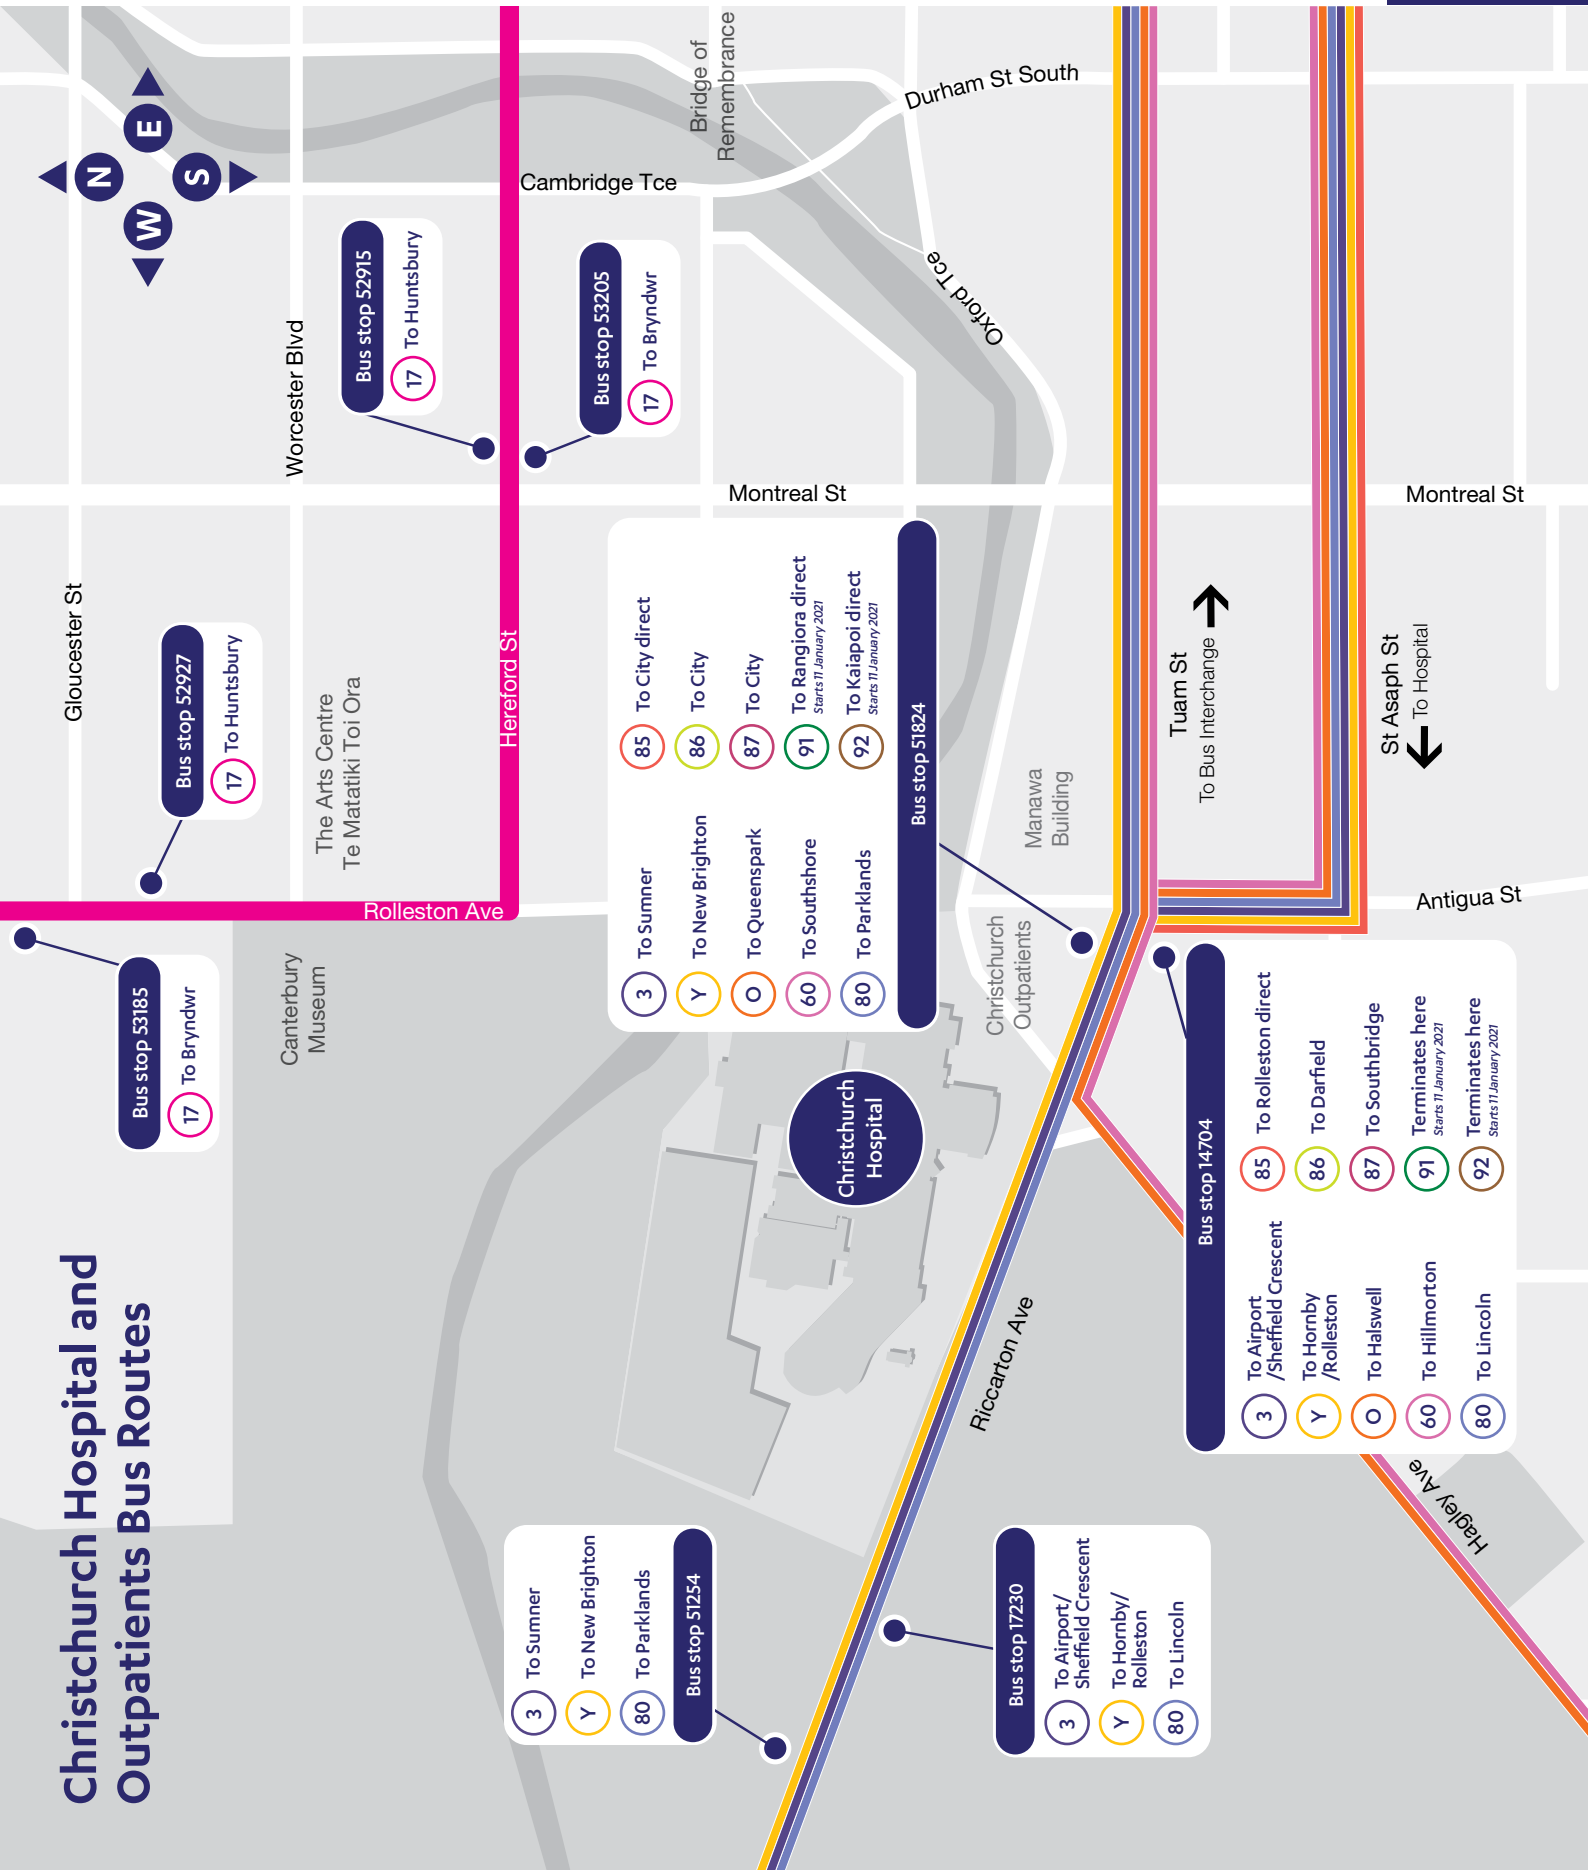 Christchurch Hospital and
Outpatients Bus Routes
N
W
E
S
Gloucester St
Worcester Blvd
Hereford St
Rolleston Ave
Cambridge Tce
Bridge of
Remembrance
Durham St South
Oxford Tce
Montreal St
Montreal St
Bus stop 53185
17 To Bryndwr
Bus stop 52927
17 To Huntsbury
Bus stop 52915
17 To Huntsbury
Bus stop 53205
17 To Bryndwr
Canterbury
Museum
The Arts Centre
Te Matatiki Toi Ora
3 To Sumner
Y To New Brighton
O To Queenspark
60 To Southshore
80 To Parklands
85 To City direct
86 To City
87 To City
91 To Rangiora direct
Starts 11 January 2021
92 To Kaiapoi direct
Starts 11 January 2021
Bus stop 51824
Christchurch
Hospital
Christchurch
Outpatients
Manawa
Building
Tuam St
To Bus Interchange
St Asaph St
To Hospital
Antigua St
Riccarton Ave
Hagley Ave
3 To Sumner
Y To New Brighton
80 To Parklands
Bus stop 51254
Bus stop 17230
3 To Airport/
Sheffield Crescent
Y To Hornby/
Rolleston
80 To Lincoln
Bus stop 14704
3 To Airport
/Sheffield Crescent
Y To Hornby
/Rolleston
O To Halswell
60 To Hillmorton
80 To Lincoln
85 To Rolleston direct
86 To Darfield
87 To Southbridge
91 Terminates here
Starts 11 January 2021
92 Terminates here
Starts 11 January 2021